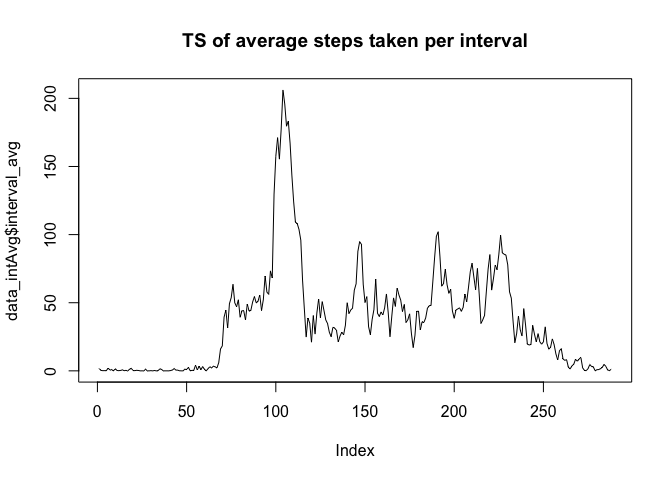 TS of average steps taken per interval
data_intAvg$interval_avg
200
150
100
50
0
0 50 100 150 200 250
Index